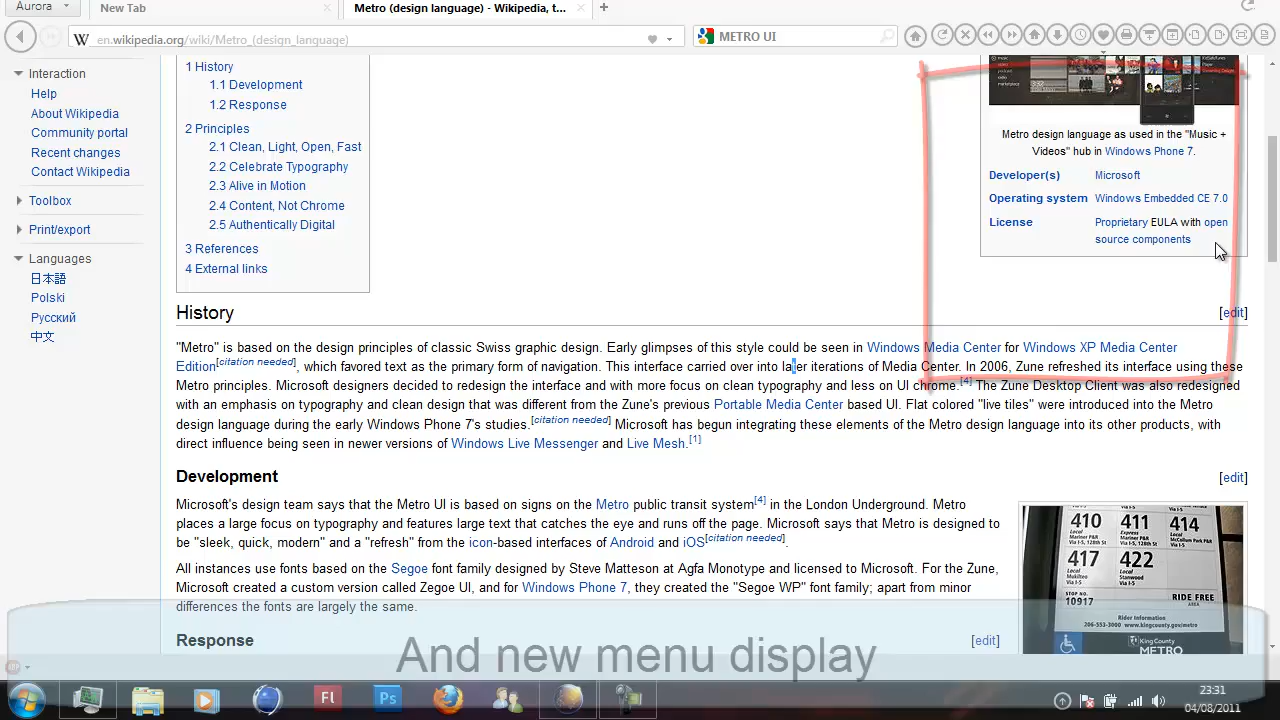 Aurora
New Tab
Metro (design language) - Wikipedia, t...
W en.wikipedia.org/wiki/Metro_(design_language)
METRO UI
Interaction
Help
About Wikipedia
Community portal
Recent changes
Contact Wikipedia
Toolbox
Print/export
Languages
日本語
Polski
Русский
中文
1 History
1.1 Development
1.2 Response
2 Principles
2.1 Clean, Light, Open, Fast
2.2 Celebrate Typography
2.3 Alive in Motion
2.4 Content, Not Chrome
2.5 Authentically Digital
3 References
4 External links
Metro design language as used in the "Music +
Videos" hub in Windows Phone 7.
Developer(s) Microsoft
Operating system Windows Embedded CE 7.0
License Proprietary EULA with open
source components
History [edit]
"Metro" is based on the design principles of classic Swiss graphic design. Early glimpses of this style could be seen in Windows Media Center for Windows XP Media Center
Edition[citation needed], which favored text as the primary form of navigation. This interface carried over into later iterations of Media Center. In 2006, Zune refreshed its interface using these
Metro principles. Microsoft designers decided to redesign the interface and with more focus on clean typography and less on UI chrome.[4] The Zune Desktop Client was also redesigned
with an emphasis on typography and clean design that was different from the Zune's previous Portable Media Center based UI. Flat colored "live tiles" were introduced into the Metro
design language during the early Windows Phone 7's studies.[citation needed] Microsoft has begun integrating these elements of the Metro design language into its other products, with
direct influence being seen in newer versions of Windows Live Messenger and Live Mesh.[1]
Development [edit]
Microsoft's design team says that the Metro UI is based on signs on the Metro public transit system[4] in the London Underground. Metro
places a large focus on typography and features large text that catches the eye and runs off the page. Microsoft says that Metro is designed to
be "sleek, quick, modern" and a "refresh" from the icon-based interfaces of Android and iOS[citation needed].
All instances use fonts based on the Segoe font family designed by Steve Matteson at Agfa Monotype and licensed to Microsoft. For the Zune,
Microsoft created a custom version called Zegoe UI, and for Windows Phone 7, they created the "Segoe WP" font family; apart from minor
differences the fonts are largely the same.
Response [edit]
410 411 414
417 422
Stanwood
STOP NO.
10917
RIDE FREE
AREA
Rider Information
206-553-3000 www.kingcounty.gov/metro
King County
METRO
And new menu display
Fl
Ps
23:31
04/08/2011